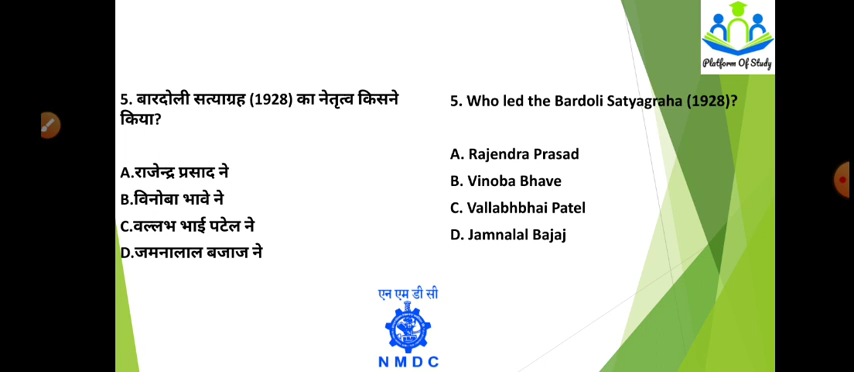 Platform Of Study
5. बारदोली सत्याग्रह (1928) का नेतृत्व किसने
किया?
A.राजेन्द्र प्रसाद ने
B.विनोबा भावे ने
C.वल्लभ भाई पटेल ने
D.जमनालाल बजाज ने
5. Who led the Bardoli Satyagraha (1928)?
A. Rajendra Prasad
B. Vinoba Bhave
C. Vallabhbhai Patel
D. Jamnalal Bajaj
एन एम डी सी
NMDC